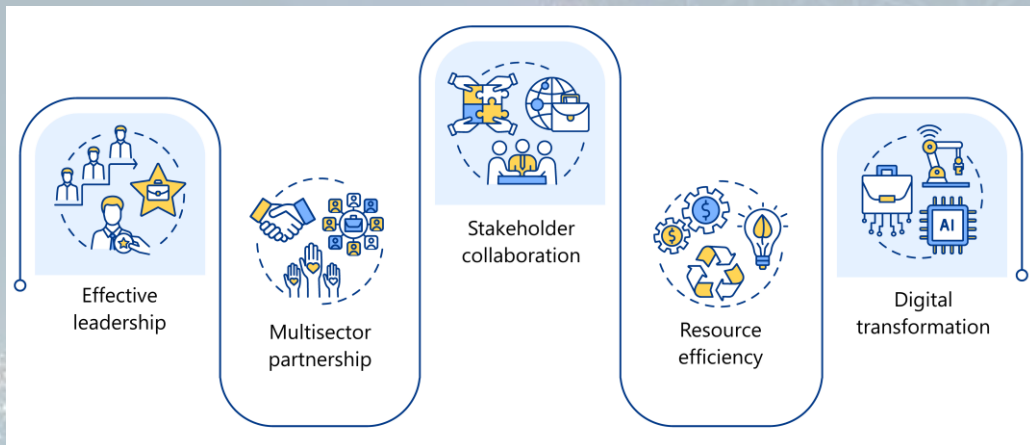 Effective
leadership
Multisector
partnership
Stakeholder
collaboration
$
$
Resource
efficiency
AI
Digital
transformation